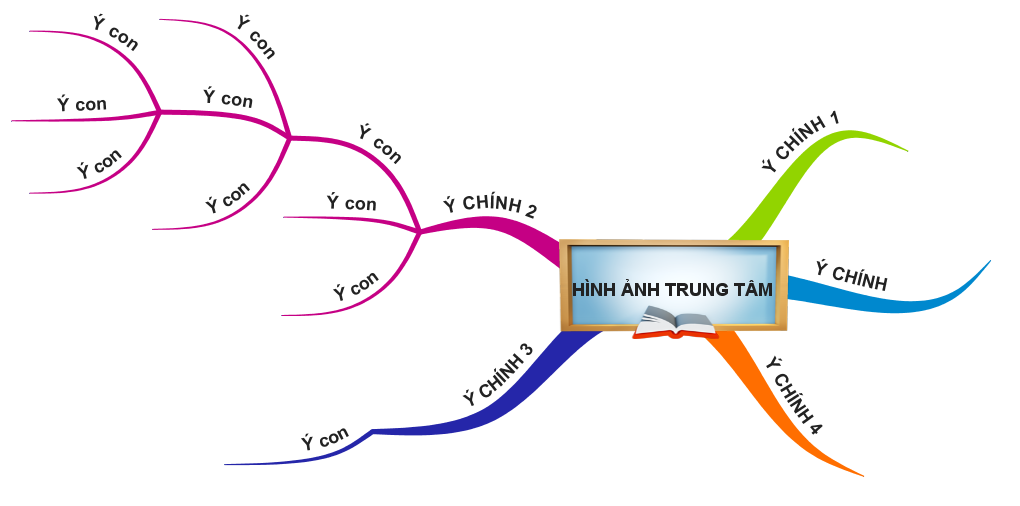 Ý con
Ý con
Ý con
Ý con
Ý con
Ý con
Ý con
Ý con
Ý con
Ý con
Ý CHÍNH 2
Ý CHÍNH 1
Ý CHÍNH
HÌNH ẢNH TRUNG TÂM
Ý CHÍNH 3
Ý CHÍNH 4